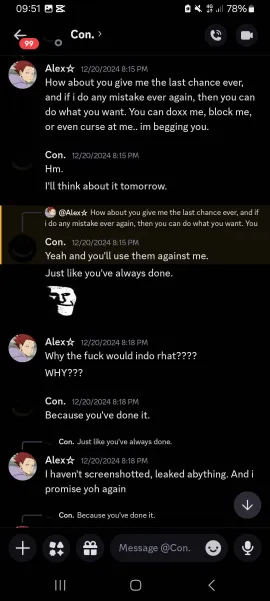 09:51
78%
99
Con.
Alex☆ 12/20/2024 8:15 PM
How about you give me the last chance ever,
and if i do any mistake ever again, then you can
do what you want. You can doxx me, block me,
or even curse at me.. im begging you.
Con. 12/20/2024 8:15 PM
Hm.
I'll think about it tomorrow.
@Alex☆ How about you give me the last chance ever, and if
i do any mistake ever again, then you can do what you want. You
Con. 12/20/2024 8:15 PM
Yeah and you'll use them against me.
Just like you've always done.
Alex☆ 12/20/2024 8:18 PM
Why the fuck would indo rhat????
WHY???
Con. 12/20/2024 8:18 PM
Because you've done it.
Con. Just like you've always done.
Alex☆ 12/20/2024 8:18 PM
I haven't screenshotted, leaked abything. And i
promise yoh again
Con. Because you've done it.
Message @Con.